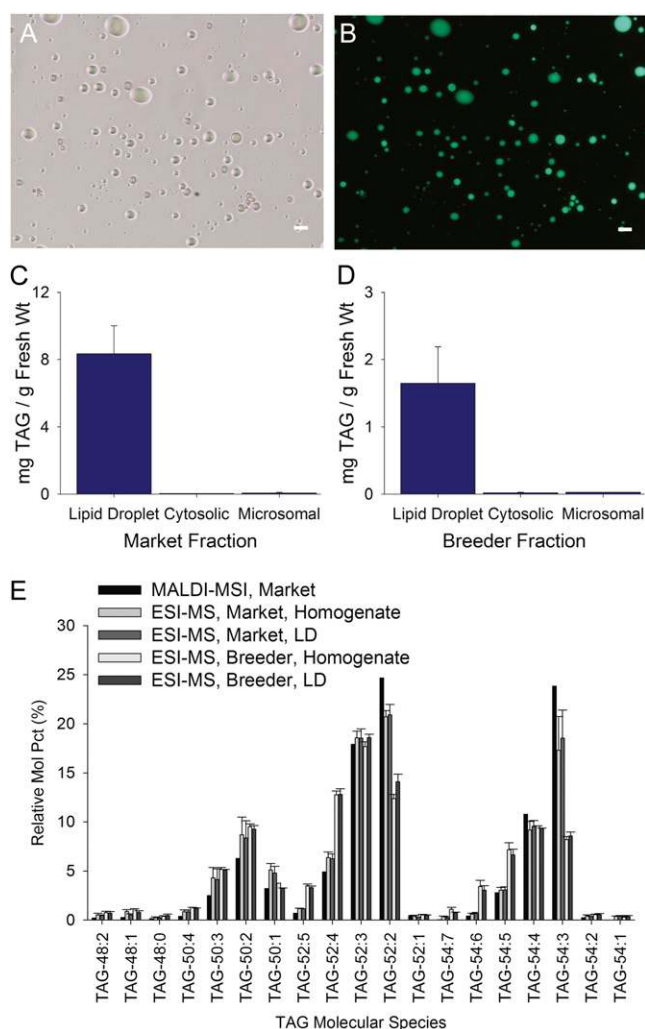 A
B
C
D
12
8
4
0
mg TAG / g Fresh Wt
Lipid Droplet Cytosolic Microsomal
Market Fraction
3
2
1
0
mg TAG / g Fresh Wt
Lipid Droplet Cytosolic Microsomal
Breeder Fraction
E
MALDI-MSI, Market
ESI-MS, Market, Homogenate
ESI-MS, Market, LD
ESI-MS, Breeder, Homogenate
ESI-MS, Breeder, LD
30
25
20
15
10
5
0
Relative Mol Pct (%)
TAG-48:2
TAG-48:1
TAG-48:0
TAG-50:4
TAG-50:3
TAG-50:2
TAG-50:1
TAG-52:5
TAG-52:4
TAG-52:3
TAG-52:2
TAG-52:1
TAG-54:7
TAG-54:6
TAG-54:5
TAG-54:4
TAG-54:3
TAG-54:2
TAG-54:1
TAG Molecular Species